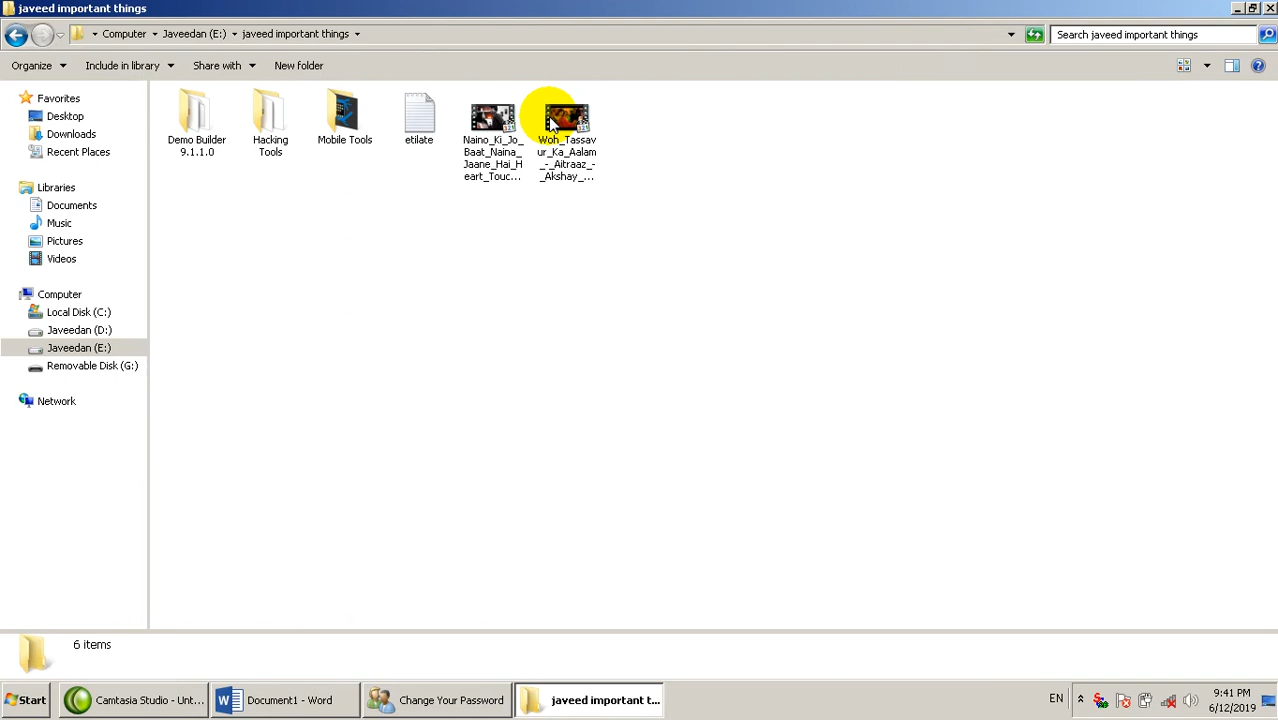 javeed important things
Computer
Javeedan (E:)
javeed important things
Search javeed important things
Organize
Include in library
Share with
New folder
Favorites
Desktop
Downloads
Recent Places
Libraries
Documents
Music
Pictures
Videos
Computer
Local Disk (C:)
Javeedan (D:)
Javeedan (E:)
Removable Disk (G:)
Network
Demo Builder
9.1.1.0
Hacking
Tools
Mobile Tools
etilate
Naino_Ki_Jo_
Baat_Naina_
Jaane_Hai_H
eart_Touc...
Woh_Tassav
ur_Ka_Aalam
_-_Aitraaz_-
_Akshay_...
6 items
Start
Camtasia Studio - Unt...
Document1 - Word
Change Your Password
javeed important t...
EN
9:41 PM
6/12/2019